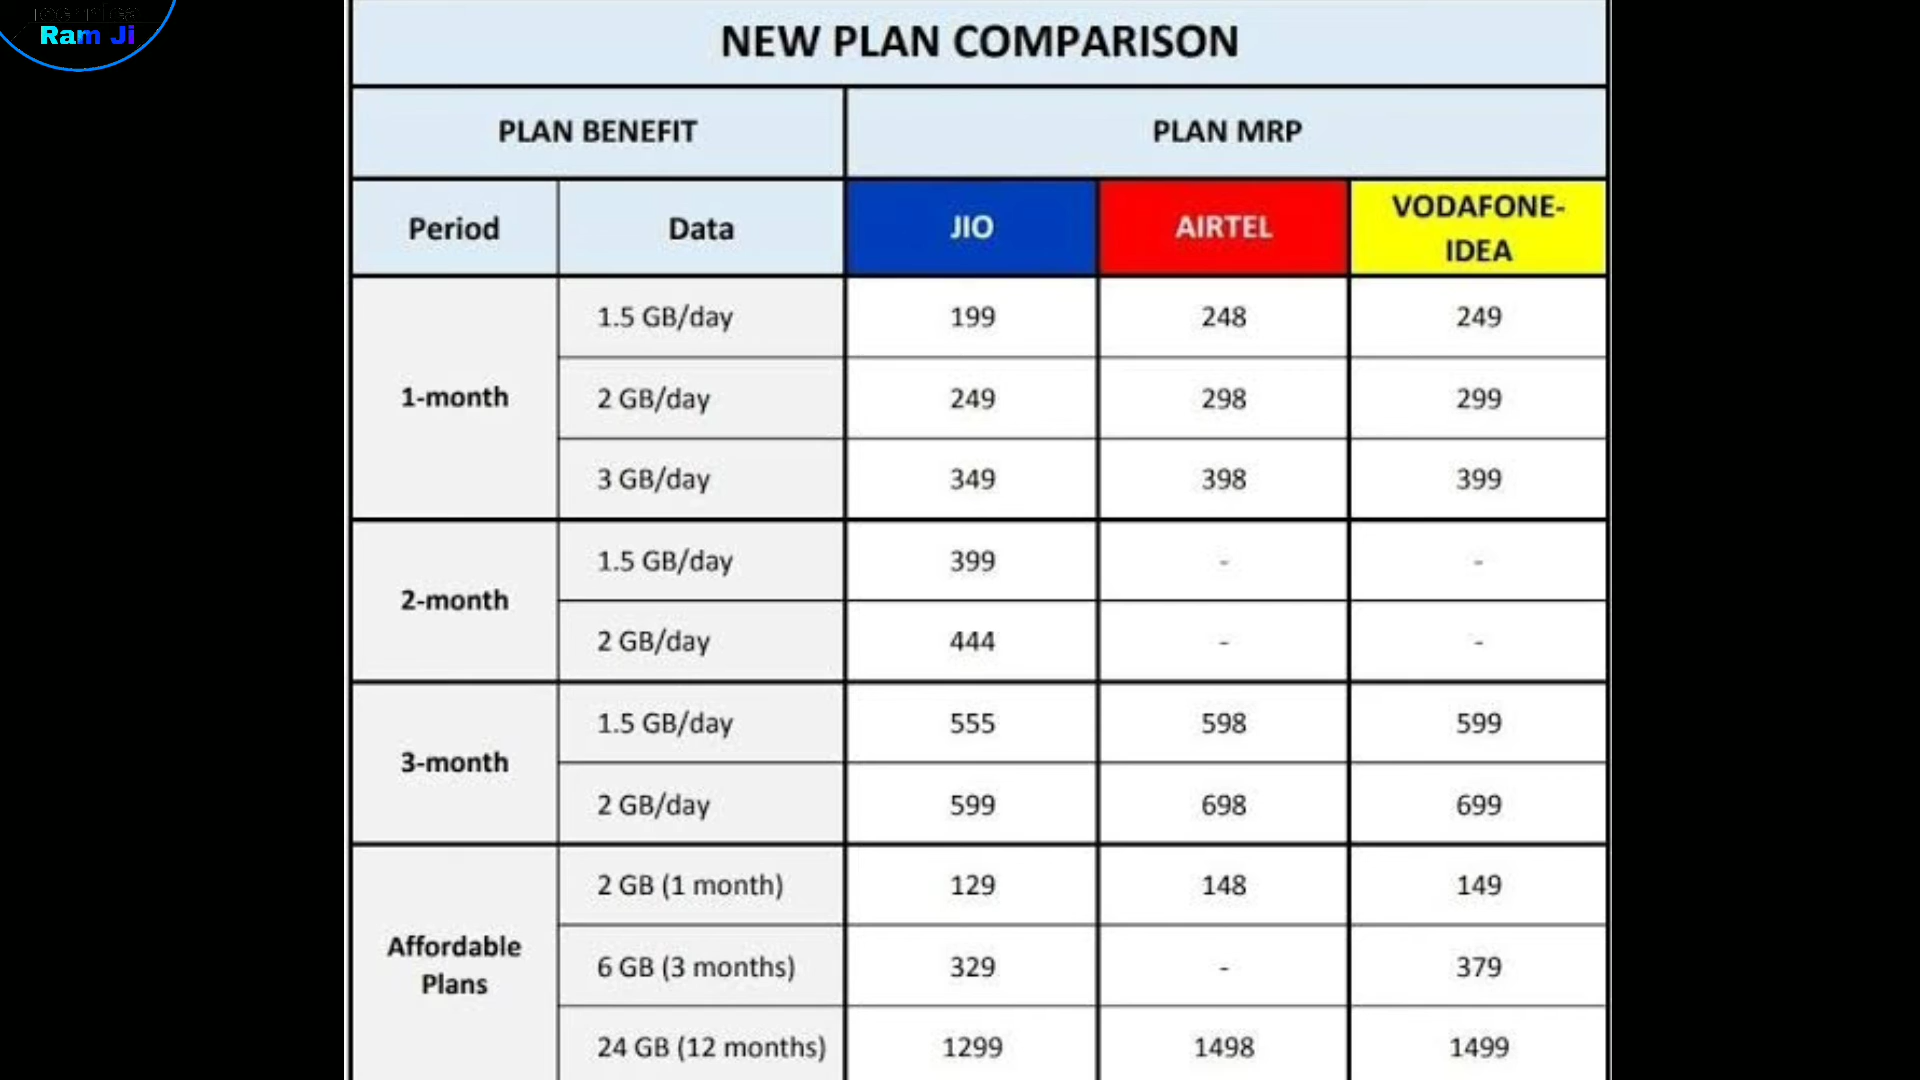 Ram Ji
NEW PLAN COMPARISON
PLAN BENEFIT PLAN MRP
Period Data JIO AIRTEL VODAFONE-
IDEA
1-month
1.5 GB/day 199 248 249
2 GB/day 249 298 299
3 GB/day 349 398 399
2-month
1.5 GB/day 399 - -
2 GB/day 444 - -
3-month
1.5 GB/day 555 598 599
2 GB/day 599 698 699
Affordable
Plans
2 GB (1 month) 129 148 149
6 GB (3 months) 329 - 379
24 GB (12 months) 1299 1498 1499